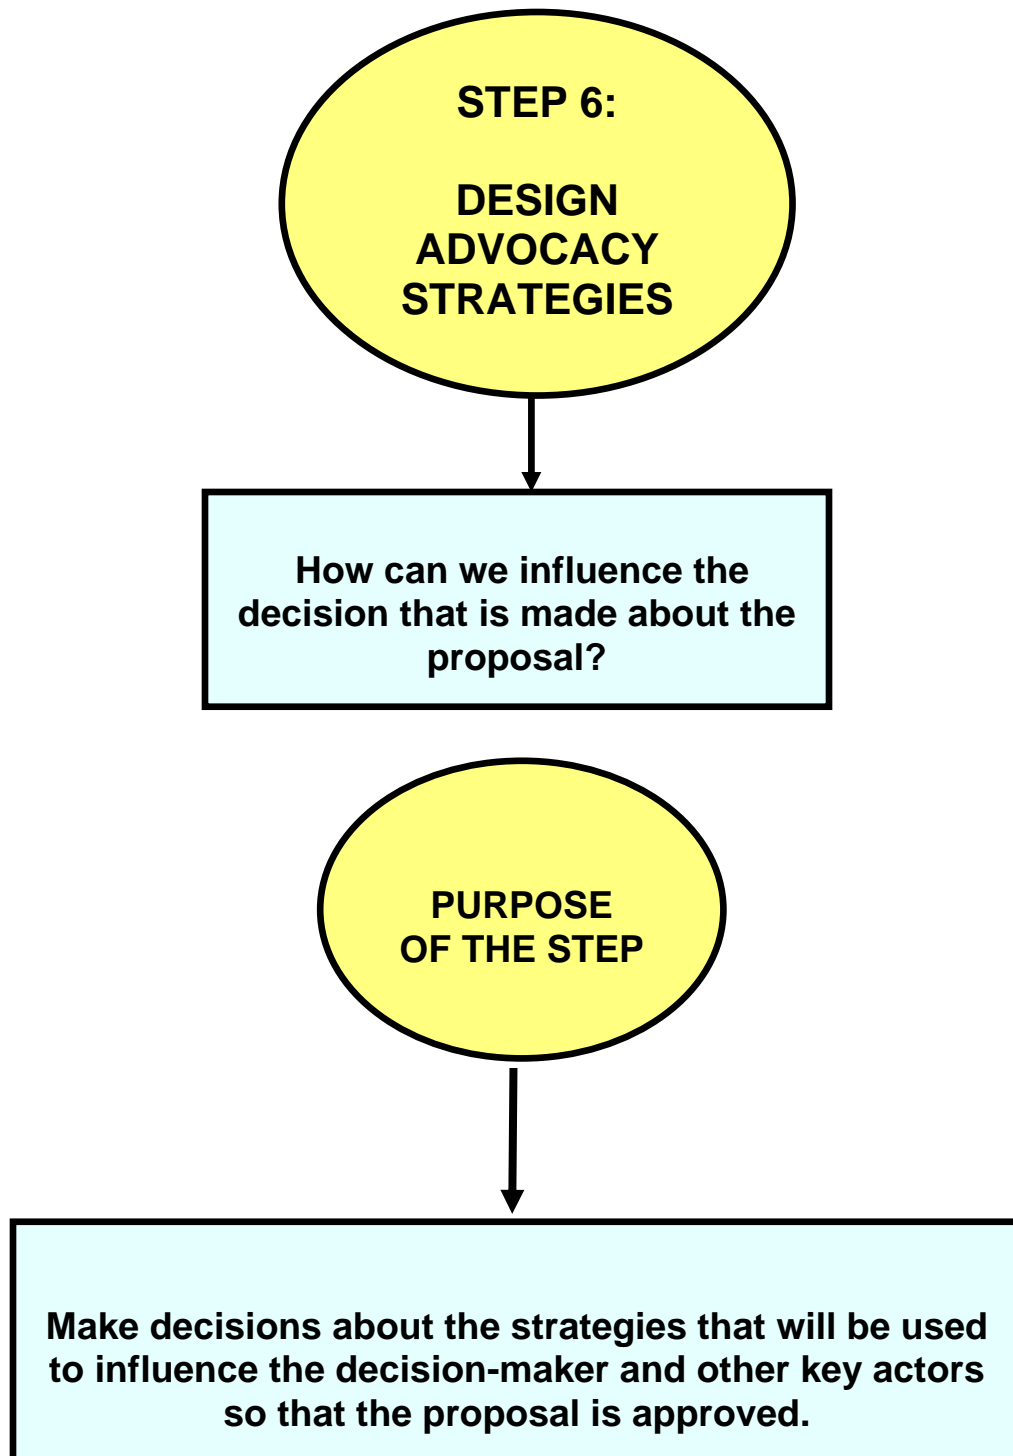 STEP 6:
DESIGN
ADVOCACY
STRATEGIES
How can we influence the
decision that is made about the
proposal?
PURPOSE
OF THE STEP
Make decisions about the strategies that will be used
to influence the decision-maker and other key actors
so that the proposal is approved.